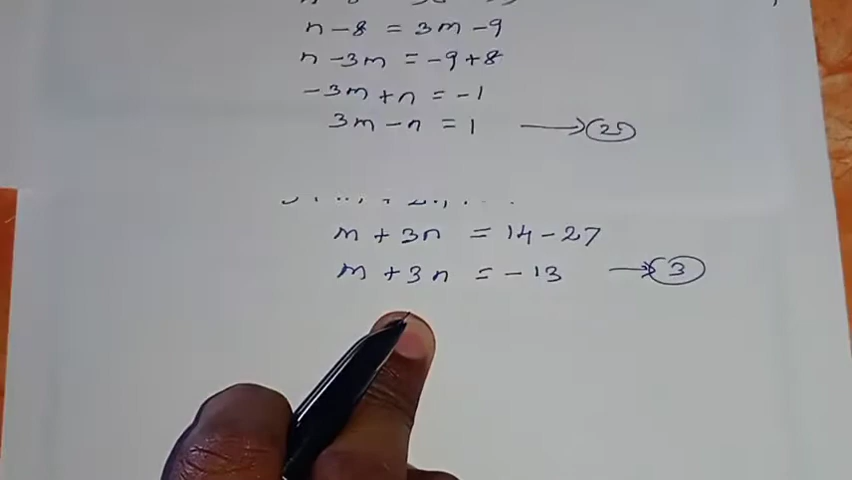 n - 8 = 3m - 9
n - 3m = -9 + 8
-3m + n = -1
3m - n = 1 → 2
m + 3n = 14 - 27
m + 3n = -13 → 3